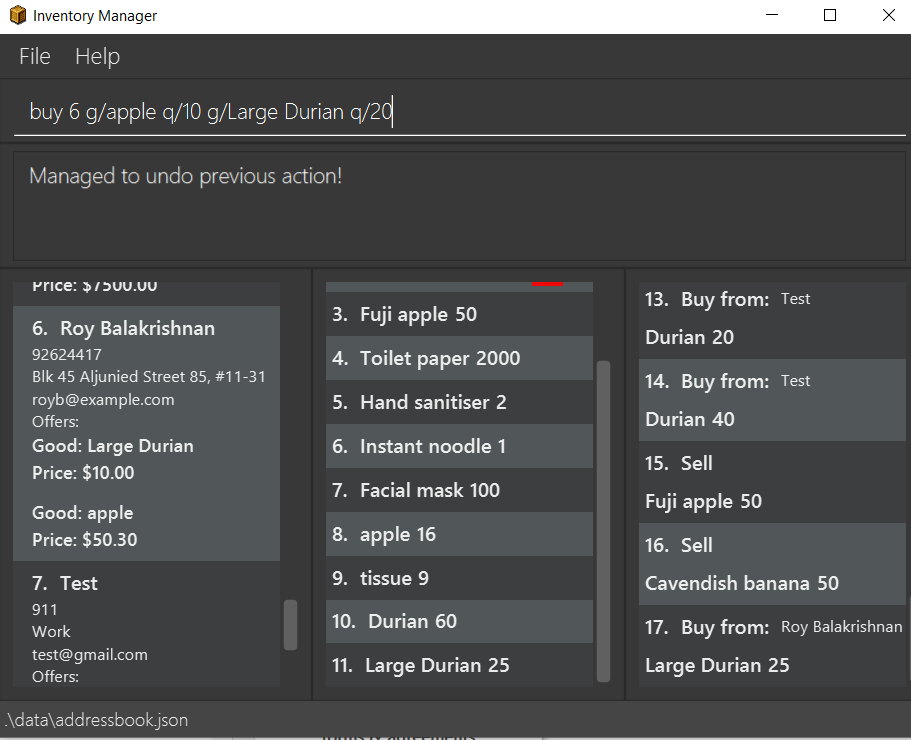 Inventory Manager
File Help
buy 6 g/apple q/10 g/Large Durian q/20
Managed to undo previous action!
Price: $7500.00
6. Roy Balakrishnan
92624417
Blk 45 Aljunied Street 85, #11-31
royb@example.com
Offers:
Good: Large Durian
Price: $10.00
Good: apple
Price: $50.30
7. Test
911
Work
test@gmail.com
Offers:
3. Fuji apple 50
4. Toilet paper 2000
5. Hand sanitiser 2
6. Instant noodle 1
7. Facial mask 100
8. apple 16
9. tissue 9
10. Durian 60
11. Large Durian 25
13. Buy from: Test
Durian 20
14. Buy from: Test
Durian 40
15. Sell
Fuji apple 50
16. Sell
Cavendish banana 50
17. Buy from: Roy Balakrishnan
Large Durian 25
.\data\addressbook.json